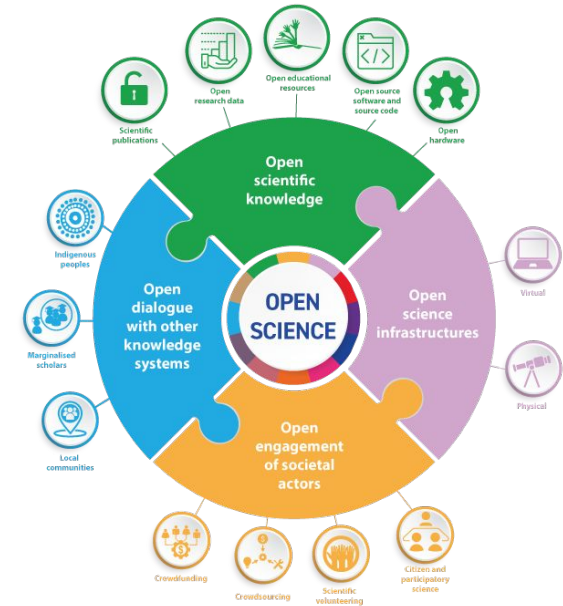 Open educational
resources
Open
research data
Open source
software and
source code
Scientific
publications
Open
hardware
Open
scientific
knowledge
Indigenous
peoples
Virtual
Open
dialogue
with other
knowledge
systems
OPEN
SCIENCE
Open
science
infrastructures
Marginalised
scholars
Physical
Local
communities
Open
engagement
of societal
actors
Crowdfunding
Crowdsourcing
Scientific
volunteering
Citizen and
participatory
science